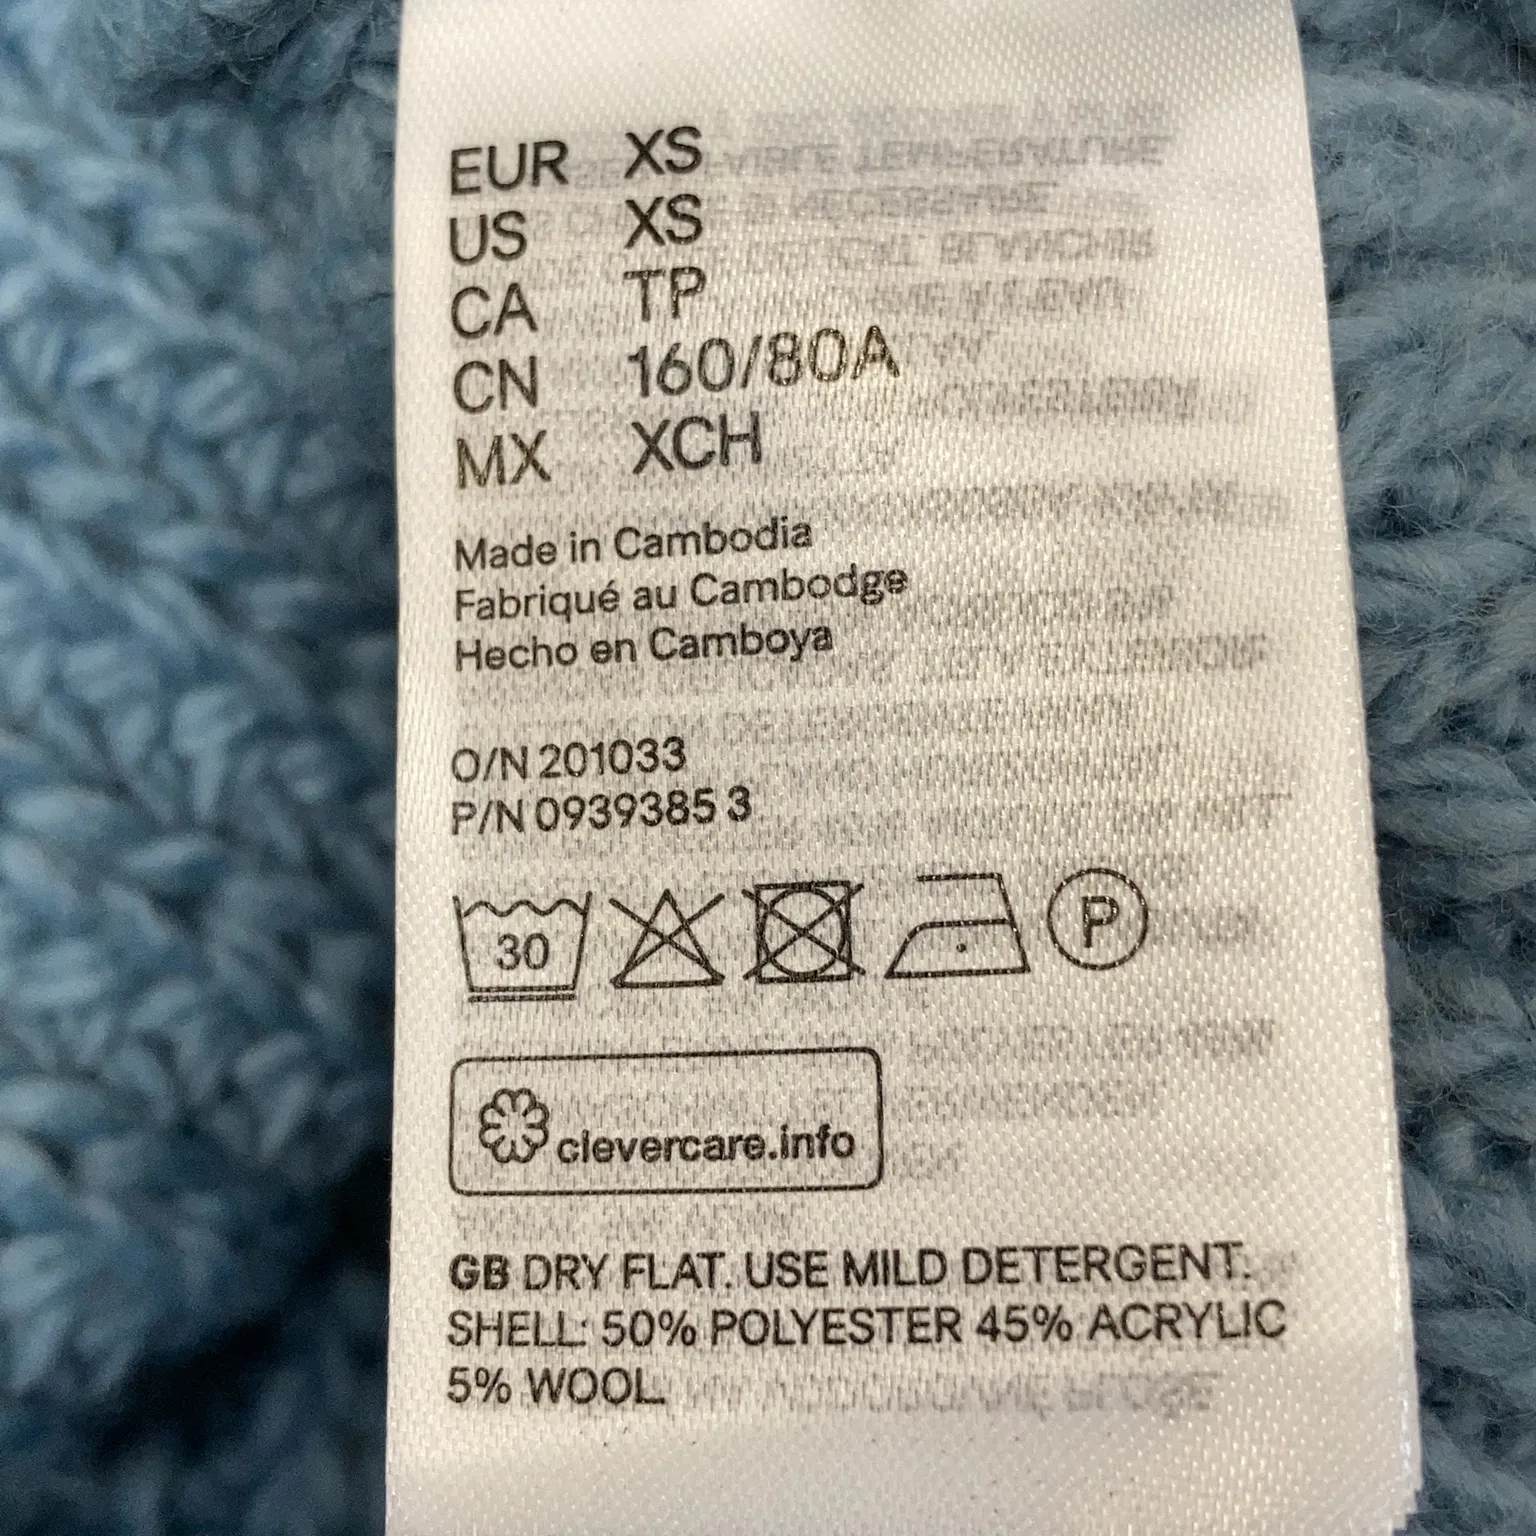 EUR XS
US XS
CA TP
CN 160/80A
MX XCH
Made in Cambodia
Fabriqué au Cambodge
Hecho en Camboya
O/N 201033
P/N 0939385 3
30 P
clevercare.info
GB DRY FLAT. USE MILD DETERGENT.
SHELL: 50% POLYESTER 45% ACRYLIC
5% WOOL